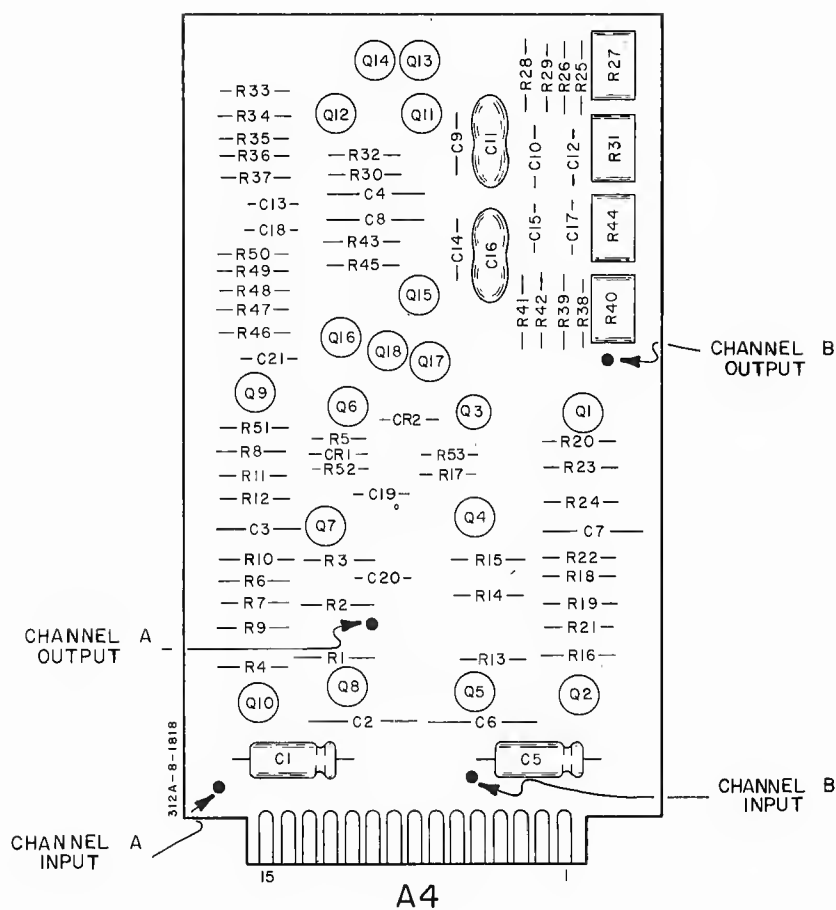 Q14 Q13
R28
R29
R26
R25
R27
R33
R34
Q12 Q11
R35
R36
R37
R32
R30
C9
C11
C10
C12
R31
C4
C13
C8
C18
R43
R45
C14
C16
C15
C17
R44
R50
R49
R48
R47
R46
Q15
R41
R42
R39
R38
R40
Q16
Q18
Q17
C21
CHANNEL B
OUTPUT
Q9
Q6
CR2
Q3
Q1
R51
R5
R20
R8
CR1
R53
R11
R52
R17
R23
R12
C19
R24
C3
Q7
Q4
C7
R10
R3
R15
R22
R6
C20
R18
R7
R2
R14
R19
R9
R21
CHANNEL A
OUTPUT
R4
R1
R13
R16
Q10
Q8
Q5
Q2
C2
C6
C1
C5
312A-8-1818
CHANNEL B
INPUT
CHANNEL A
INPUT
15 1
A4